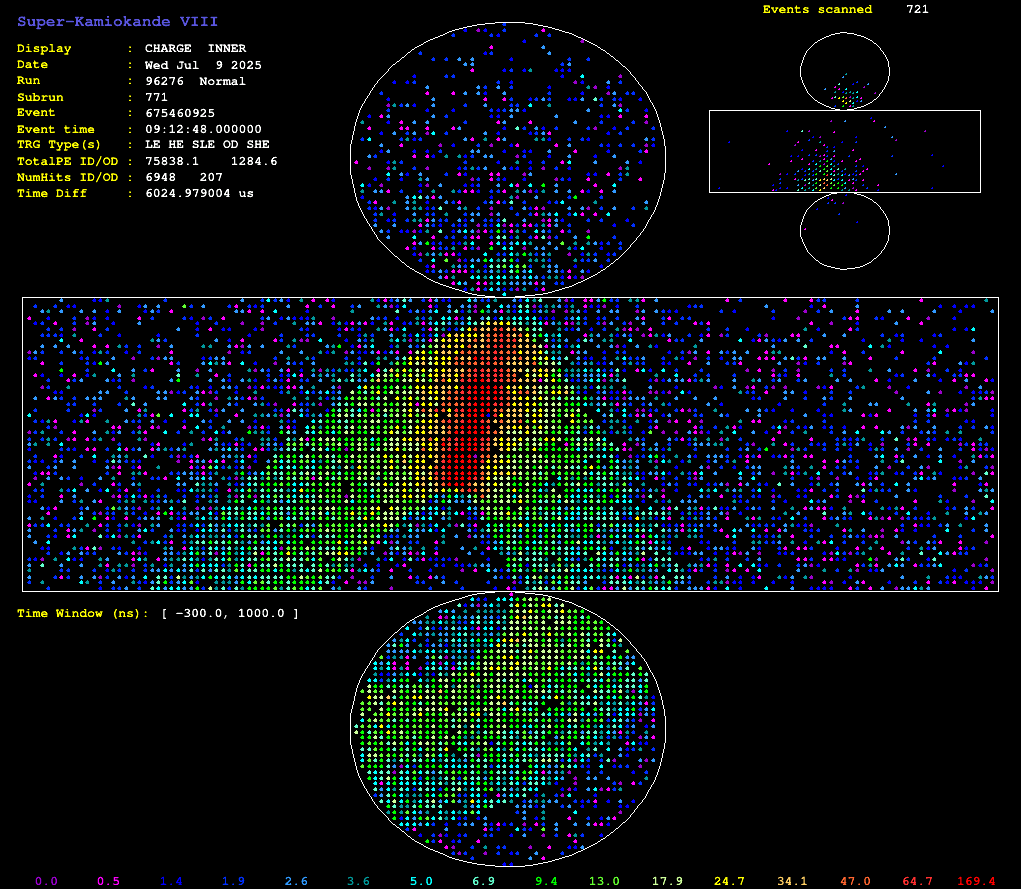 Super-Kamiokande VIII
Display : CHARGE INNER
Date : Wed Jul 9 2025
Run : 96276 Normal
Subrun : 771
Event : 675460925
Event time : 09:12:48.000000
TRG Type(s) : LE HE SLE OD SHE
TotalPE ID/OD : 75838.1 1284.6
NumHits ID/OD : 6948 207
Time Diff : 6024.979004 us
Events scanned 721
Time Window (ns): [ -300.0, 1000.0 ]
0.0 0.5 1.4 1.9 2.6 3.6 5.0 6.9 9.4 13.0 17.9 24.7 34.1 47.0 64.7 169.4